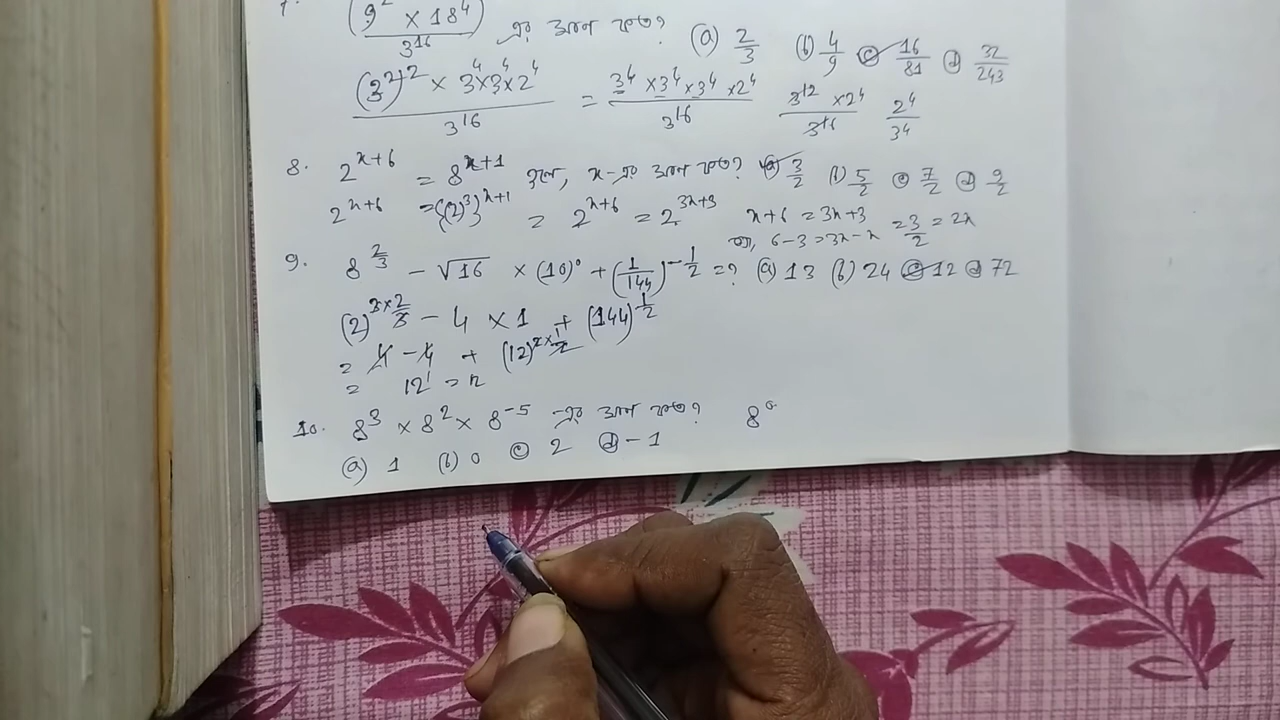 7. (9² × 18⁴)/3¹⁶ এর মান কত? (a) 2/3 (b) 4/9 (c) 16/81 (d) 32/243
(3²)² × 3⁴×3⁴×2⁴/3¹⁶ = 3⁴ × 3⁴ × 3⁴ × 2⁴/3¹⁶ 3¹² × 2⁴/3¹⁶ 2⁴/3⁴
8. 2^(x+6) = 8^(x+1) হলে, x-এর মান কত? (a) 3/2 (b) 5/2 (c) 7/2 (d) 9/2
2^(x+6) = {(2)³}^(x+1) = 2^(x+6) = 2^(3x+3) x+6 = 3x+3
বা, 6-3 = 3x-x = 3/2 = 2x
9. 8^(2/3) - √16 × (10)⁰ + (1/144)^(-1/2) = ? (a) 13 (b) 24 (c) 12 (d) 72
(2)^(3×2/3) - 4 × 1 + (144)^(1/2)
= 4 - 4 + (12)^(2×1/2)
= 12¹ = 12
10. 8³ × 8² × 8⁻⁵ -এর মান কত? 8⁰
(a) 1 (b) 0 (c) 2 (d) -1